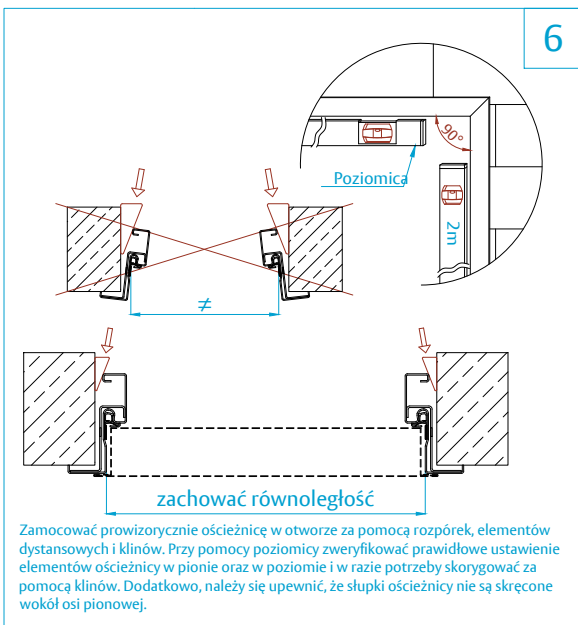 6
90°
Poziomica
2m
≠
zachować równoległość
Zamocować prowizorycznie ościeżnicę w otworze za pomocą rozpórek, elementów
dystansowych i klinów. Przy pomocy poziomicy zweryfikować prawidłowe ustawienie
elementów ościeżnicy w pionie oraz w poziomie i w razie potrzeby skorygować za
pomocą klinów. Dodatkowo, należy się upewnić, że słupki ościeżnicy nie są skręcone
wokół osi pionowej.